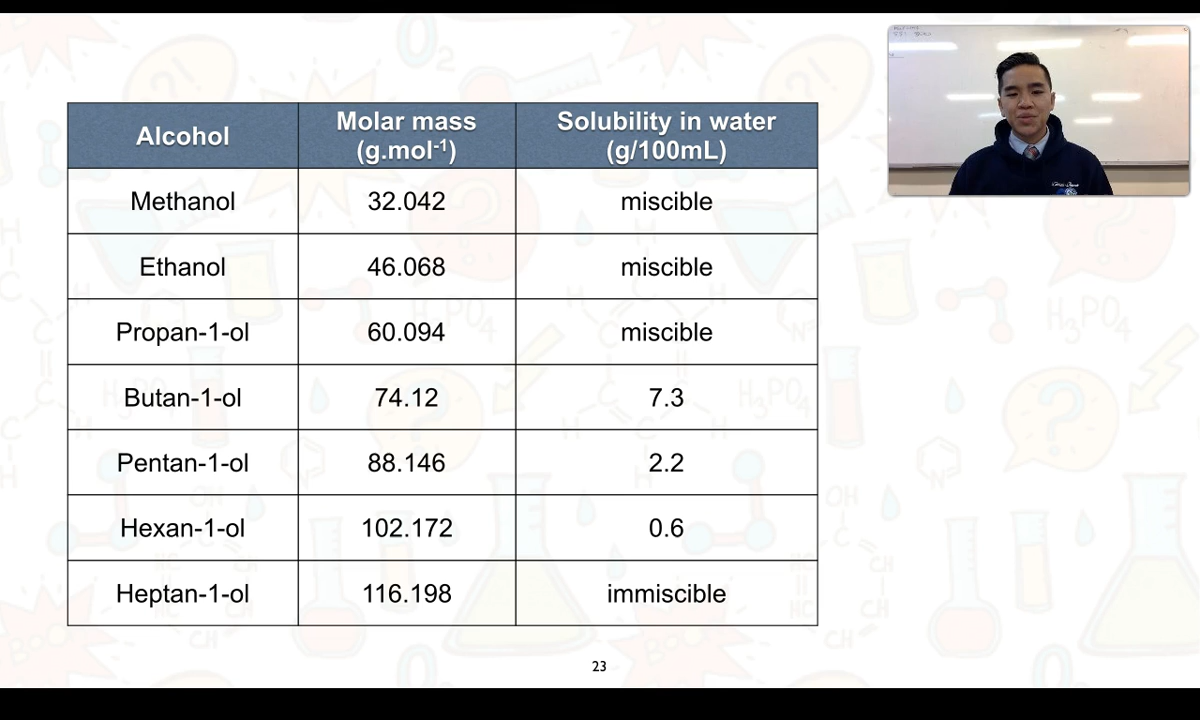 Alcohol
Molar mass
(g.mol-1)
Solubility in water
(g/100mL)
Methanol 32.042 miscible
Ethanol 46.068 miscible
Propan-1-ol 60.094 miscible
Butan-1-ol 74.12 7.3
Pentan-1-ol 88.146 2.2
Hexan-1-ol 102.172 0.6
Heptan-1-ol 116.198 immiscible
23